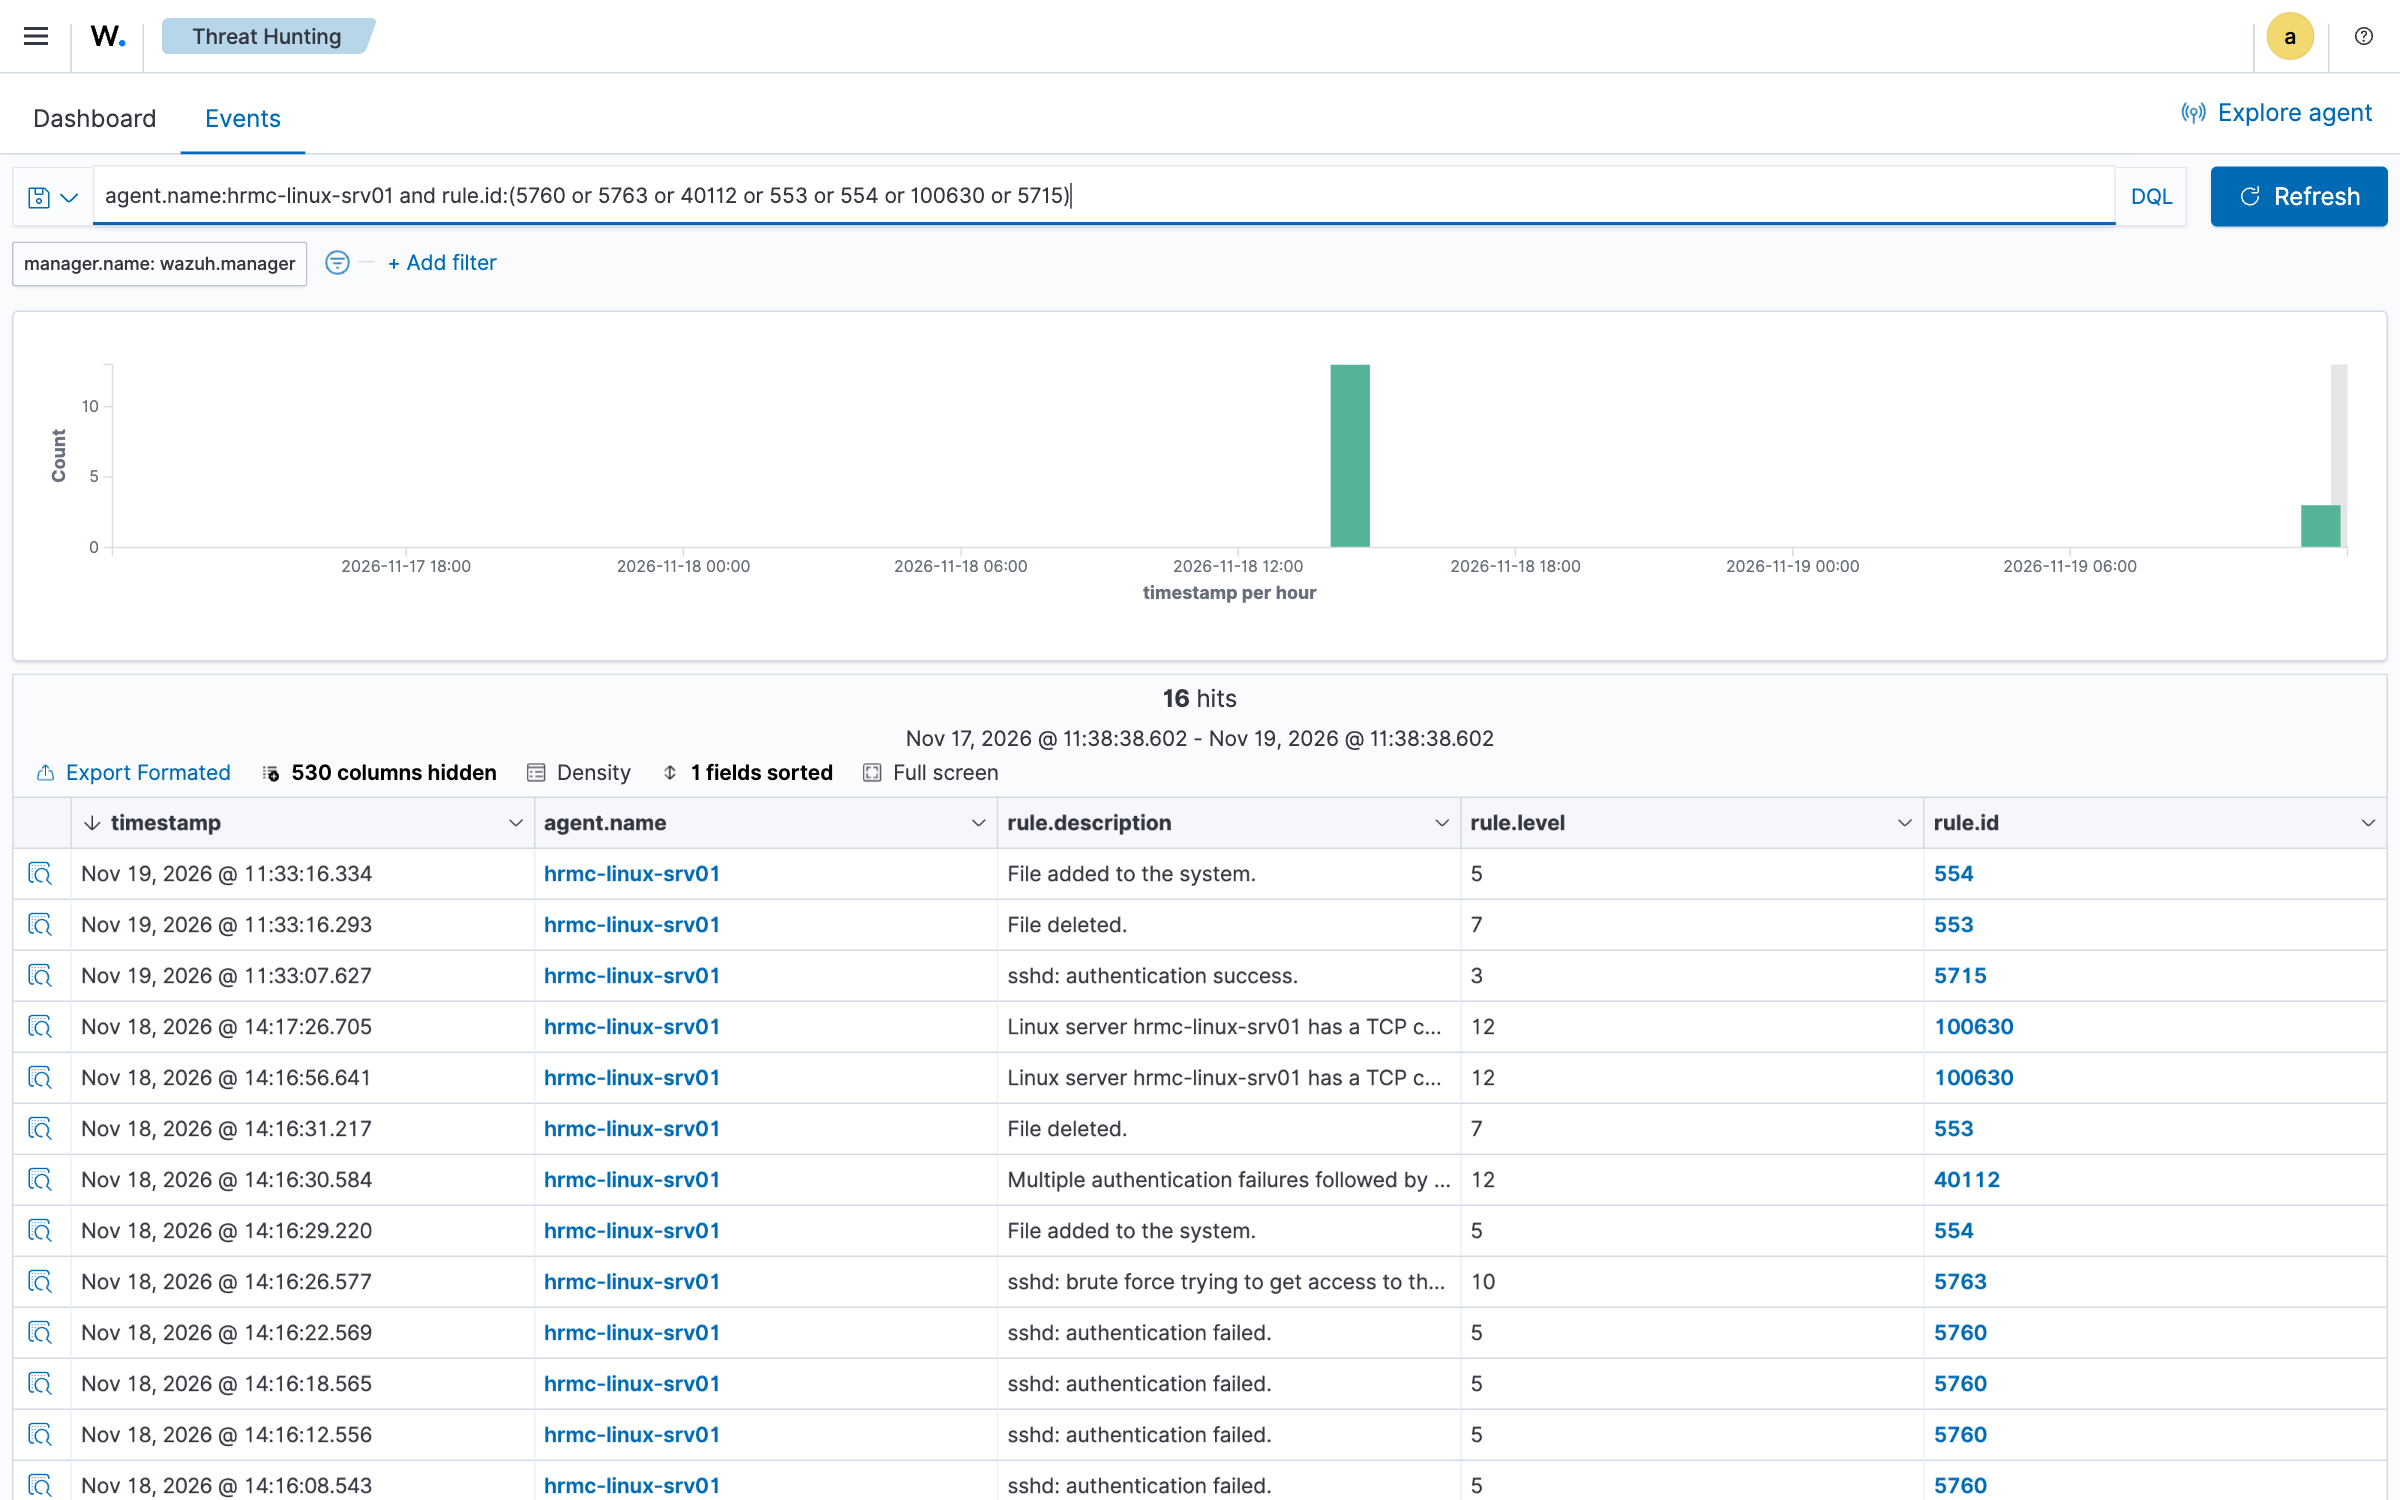 W.
Threat Hunting
a
Dashboard
Events
Explore agent
agent.name:hrmc-linux-srv01 and rule.id:(5760 or 5763 or 40112 or 553 or 554 or 100630 or 5715)
DQL
Refresh
manager.name: wazuh.manager
+ Add filter
Count
10
5
0
2026-11-17 18:00
2026-11-18 00:00
2026-11-18 06:00
2026-11-18 12:00
2026-11-18 18:00
2026-11-19 00:00
2026-11-19 06:00
timestamp per hour
16 hits
Nov 17, 2026 @ 11:38:38.602 - Nov 19, 2026 @ 11:38:38.602
Export Formated
530 columns hidden
Density
1 fields sorted
Full screen
timestamp agent.name rule.description rule.level rule.id
Nov 19, 2026 @ 11:33:16.334 hrmc-linux-srv01 File added to the system. 5 554
Nov 19, 2026 @ 11:33:16.293 hrmc-linux-srv01 File deleted. 7 553
Nov 19, 2026 @ 11:33:07.627 hrmc-linux-srv01 sshd: authentication success. 3 5715
Nov 18, 2026 @ 14:17:26.705 hrmc-linux-srv01 Linux server hrmc-linux-srv01 has a TCP c... 12 100630
Nov 18, 2026 @ 14:16:56.641 hrmc-linux-srv01 Linux server hrmc-linux-srv01 has a TCP c... 12 100630
Nov 18, 2026 @ 14:16:31.217 hrmc-linux-srv01 File deleted. 7 553
Nov 18, 2026 @ 14:16:30.584 hrmc-linux-srv01 Multiple authentication failures followed by ... 12 40112
Nov 18, 2026 @ 14:16:29.220 hrmc-linux-srv01 File added to the system. 5 554
Nov 18, 2026 @ 14:16:26.577 hrmc-linux-srv01 sshd: brute force trying to get access to th... 10 5763
Nov 18, 2026 @ 14:16:22.569 hrmc-linux-srv01 sshd: authentication failed. 5 5760
Nov 18, 2026 @ 14:16:18.565 hrmc-linux-srv01 sshd: authentication failed. 5 5760
Nov 18, 2026 @ 14:16:12.556 hrmc-linux-srv01 sshd: authentication failed. 5 5760
Nov 18, 2026 @ 14:16:08.543 hrmc-linux-srv01 sshd: authentication failed. 5 5760